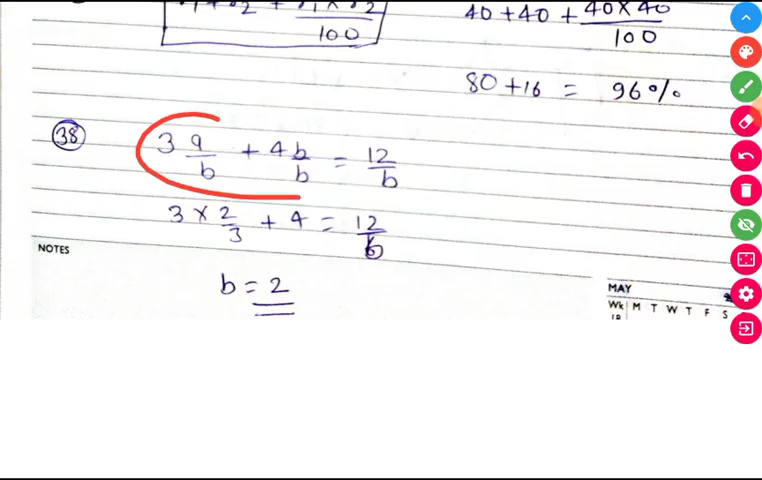 100
40 + 40 + 40 × 40 / 100
80 + 16 = 96%
38
3 a/b + 4 b/b = 12/b
3 × 2/3 + 4 = 12/b
NOTES
b = 2
MAY
Wk M T W T F S